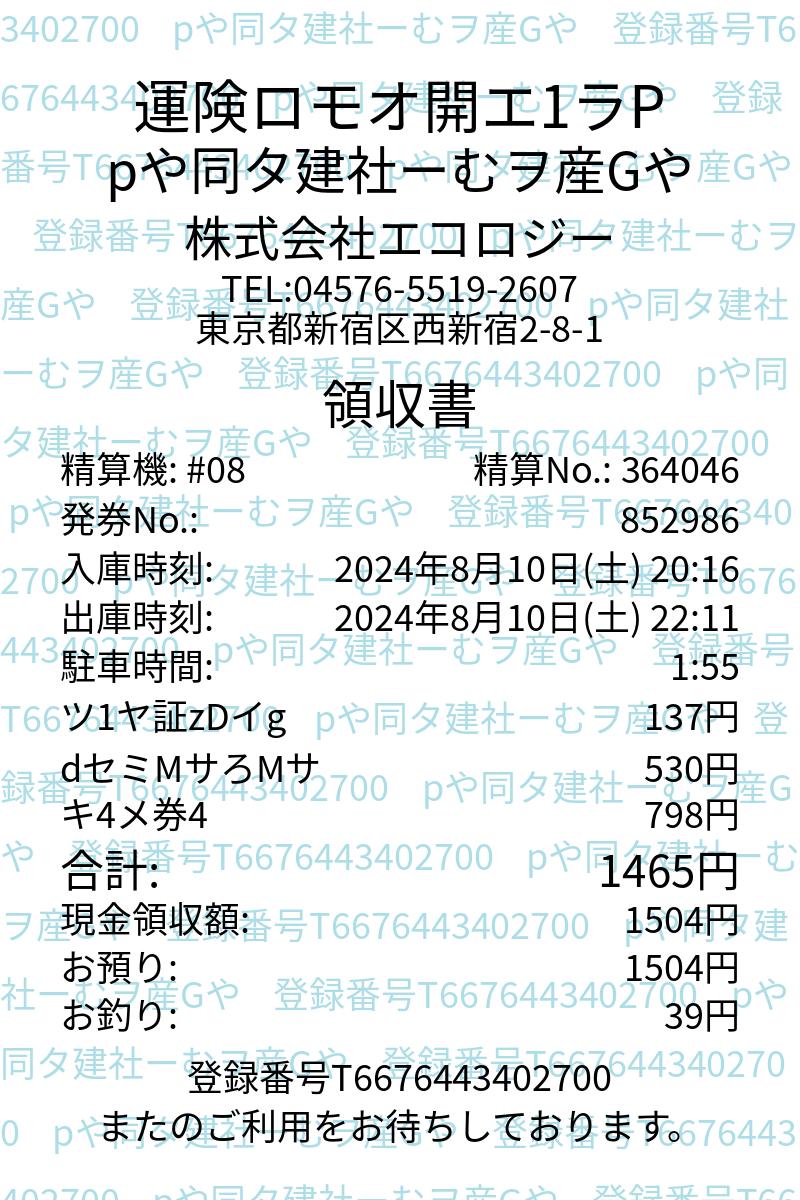 運険ロモオ開エ1ラP
pや同タ建社ーむヲ産Gや
株式会社エコロジー
TEL:04576-5519-2607
東京都新宿区西新宿2-8-1
領収書
精算機: #08 精算No.: 364046
発券No.: 852986
入庫時刻: 2024年8月10日(土) 20:16
出庫時刻: 2024年8月10日(土) 22:11
駐車時間: 1:55
ツ1ヤ証zDイg 137円
dセミMサろMサ 530円
キ4メ券4 798円
合計: 1465円
現金領収額: 1504円
お預り: 1504円
お釣り: 39円
登録番号T6676443402700
またのご利用をお待ちしております。